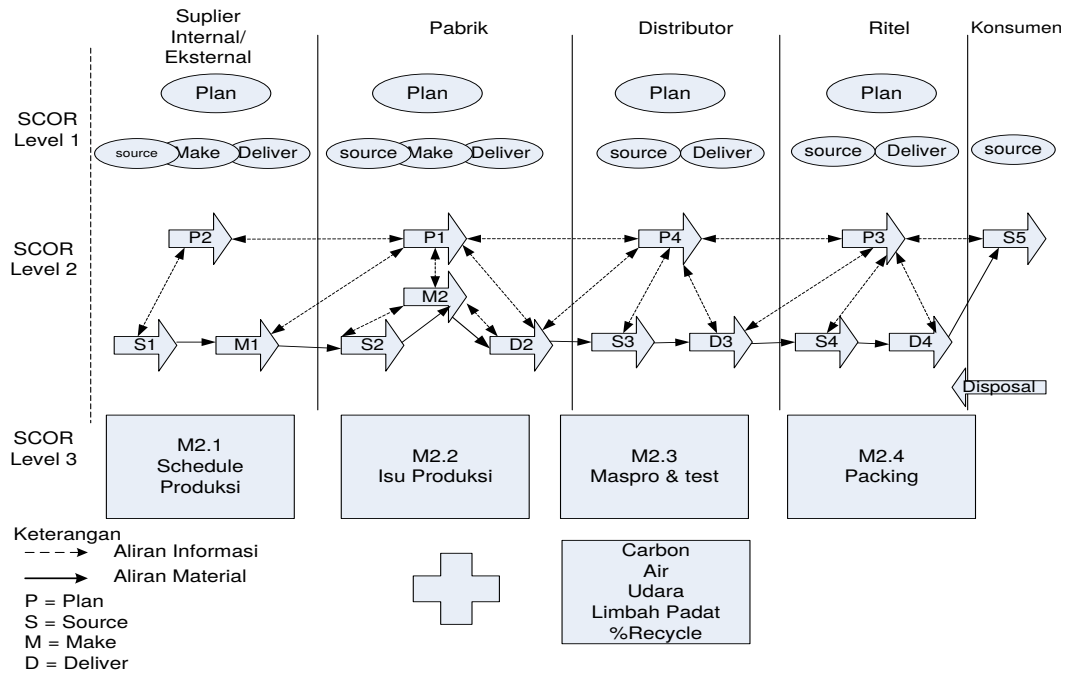 Suplier
Internal/
Eksternal
Pabrik
Distributor
Ritel
Konsumen
SCOR
Level 1
Plan
Plan
Plan
Plan
source
Make
Deliver
source
Make
Deliver
source
Deliver
source
Deliver
source
SCOR
Level 2
P2
P1
P4
P3
S5
M2
S1
M1
S2
D2
S3
D3
S4
D4
Disposal
SCOR
Level 3
M2.1
Schedule
Produksi
M2.2
Isu Produksi
M2.3
Maspro & test
M2.4
Packing
Keterangan
Aliran Informasi
Aliran Material
P = Plan
S = Source
M = Make
D = Deliver
Carbon
Air
Udara
Limbah Padat
%Recycle